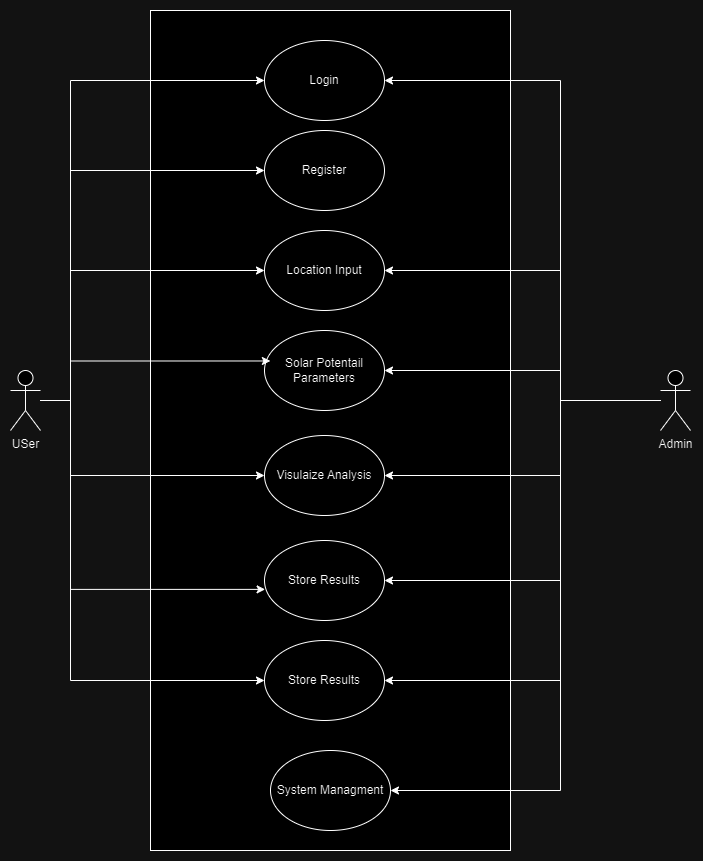 Login
Register
Location Input
Solar Potentail
Parameters
USer
Admin
Visulaize Analysis
Store Results
Store Results
System Managment